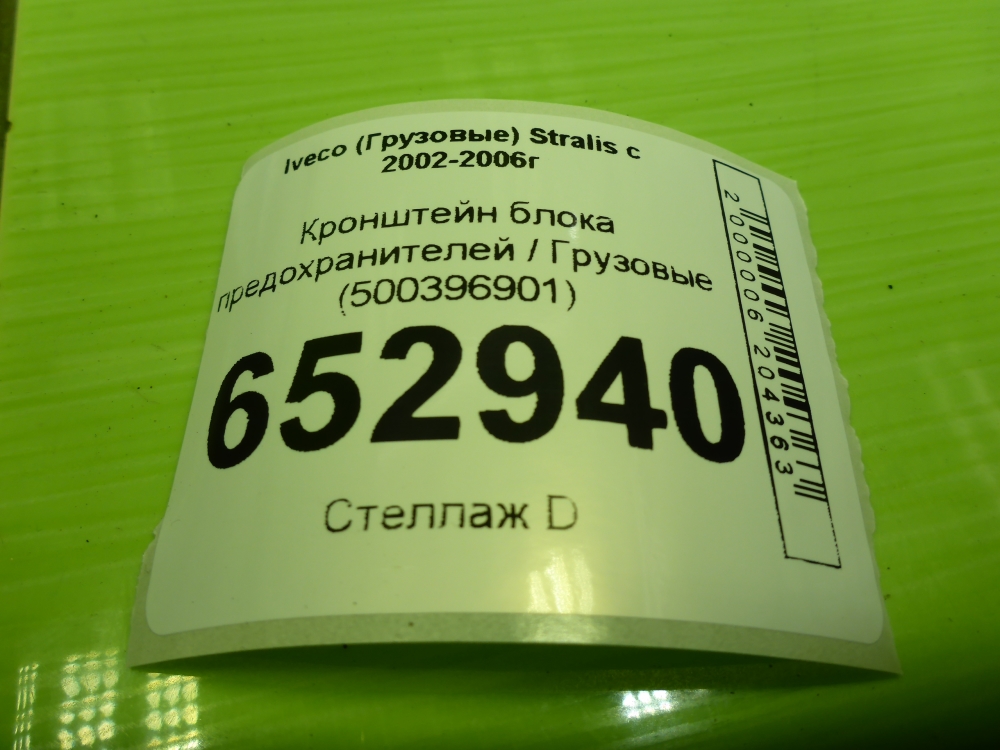 Iveco (Грузовые) Stralis с
2002-2006г
Кронштейн блока
предохранителей / Грузовые
(500396901)
652940
Стеллаж D
2000006204363